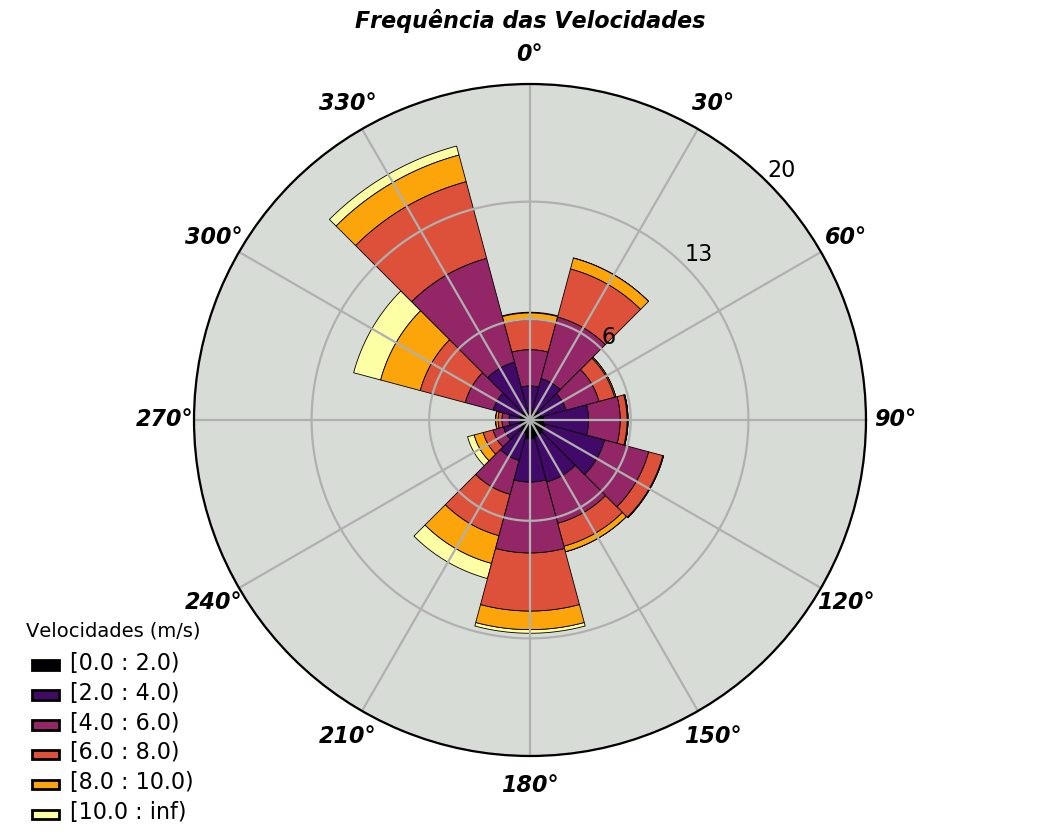 Frequência das Velocidades
0°
330°
30°
20
300°
60°
13
6
270°
90°
240°
120°
210°
150°
180°
Velocidades (m/s)
[0.0 : 2.0)
[2.0 : 4.0)
[4.0 : 6.0)
[6.0 : 8.0)
[8.0 : 10.0)
[10.0 : inf)